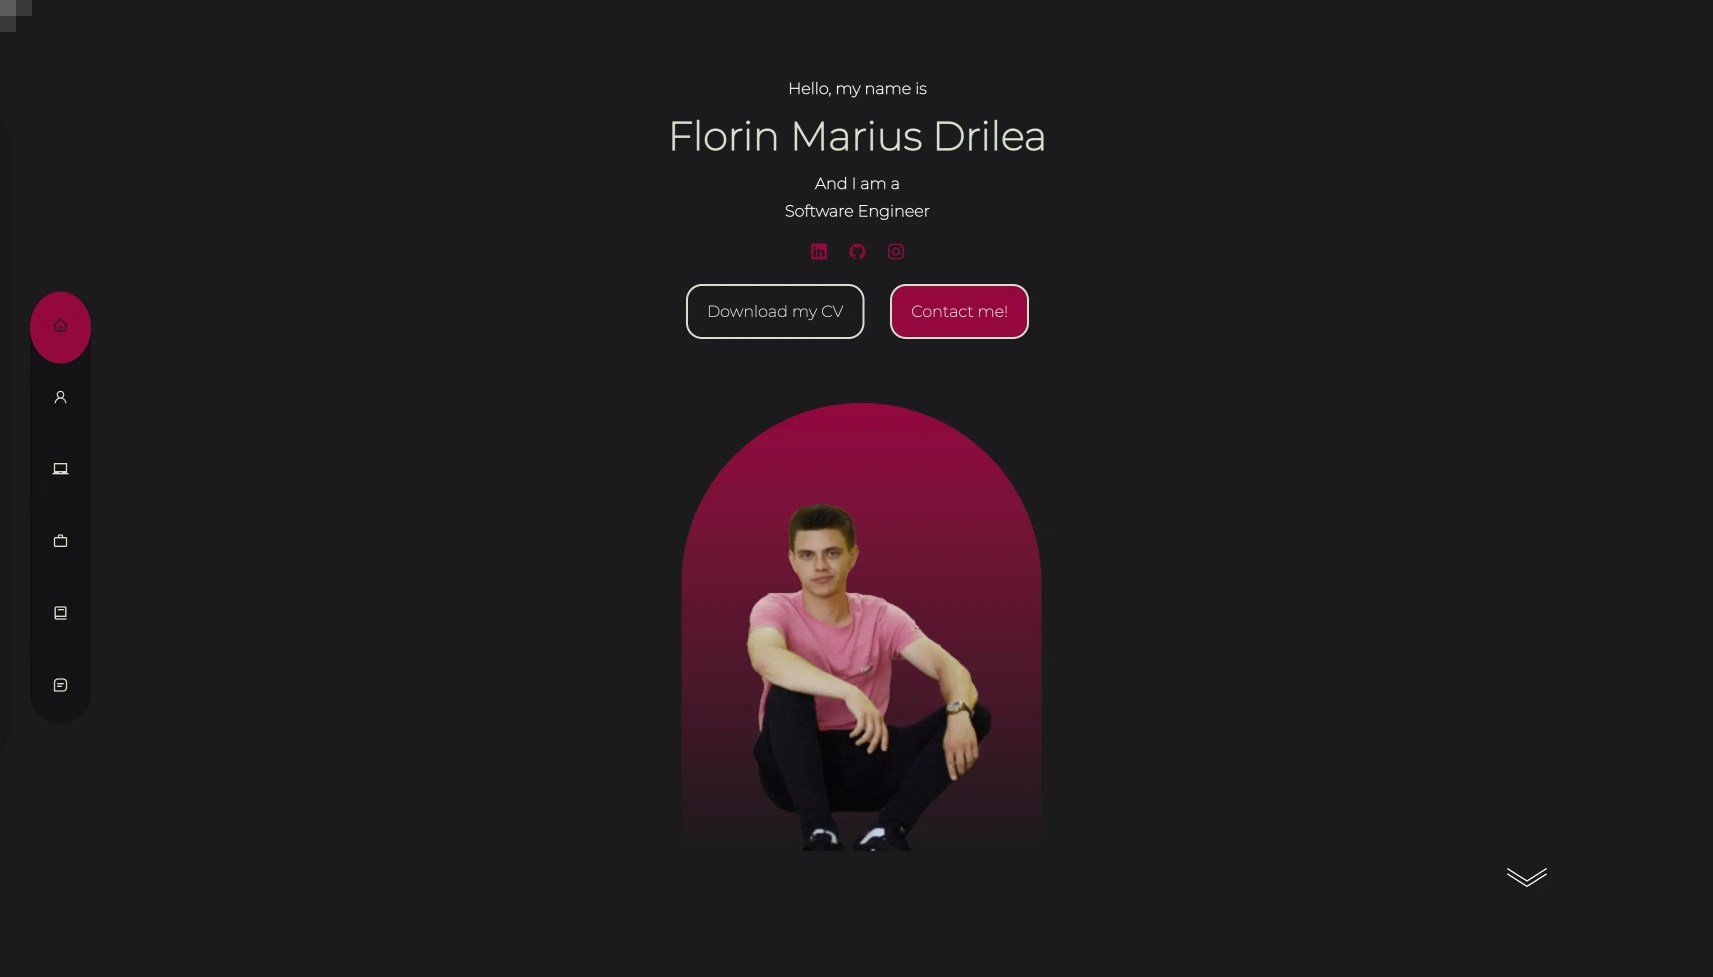 Hello, my name is
Florin Marius Drilea
And I am a
Software Engineer
Download my CV
Contact me!